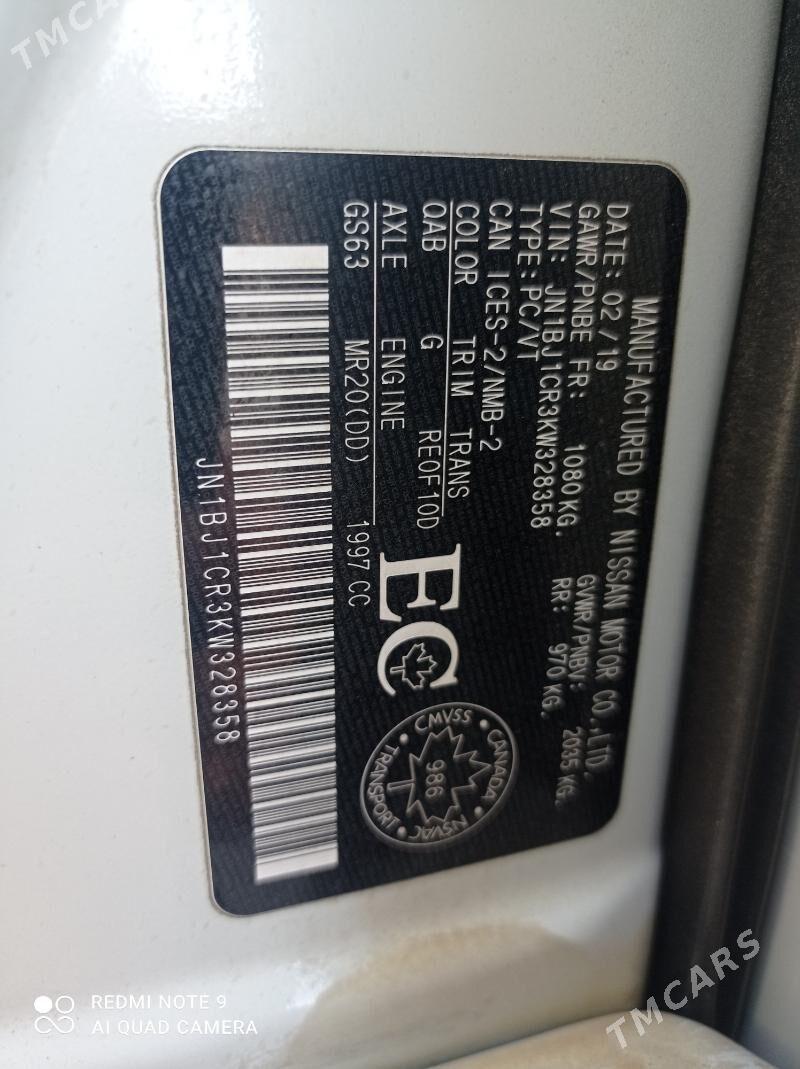 TMCARS
MANUFACTURED BY NISSAN MOTOR CO.,LTD.
DATE: 02/19 GVWR/PNBV: 2035 KG.
GAWR/PNBE FR: 1080 KG. RR: 970 KG.
VIN: JN1BJ1CR3KW328358
TYPE:PC/VT
CAN ICES-2/NMB-2
COLOR TRIM TRANS
QAB G RE0F10D
AXLE ENGINE
GS63 MR20(DD) 1997 CC
EC
CMVSS • CANADA • NSVAC • TRANSPORT •
986
JN1BJ1CR3KW328358
REDMI NOTE 9
AI QUAD CAMERA
TMCARS